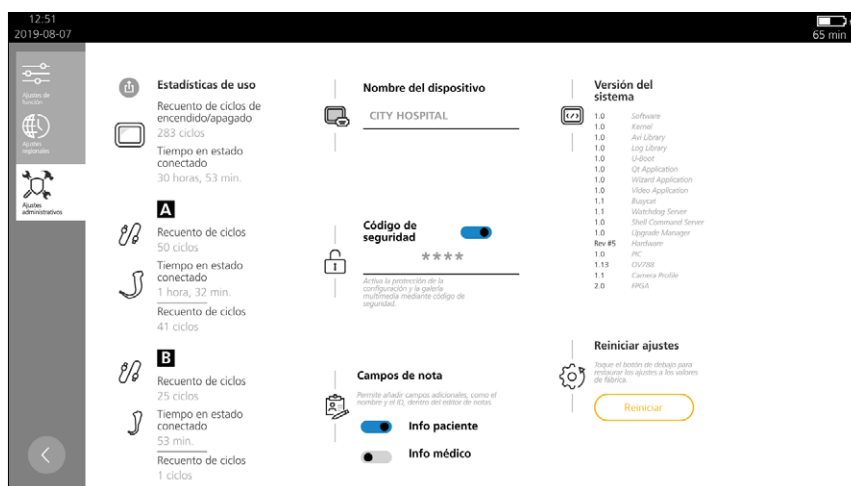 12:51
2019-08-07
65 min
Ajustes de
función
Ajustes
regionales
Ajustes
administrativos
Estadísticas de uso
Recuento de ciclos de
encendido/apagado
283 ciclos
Tiempo en estado
conectado
30 horas, 53 min.
A
Recuento de ciclos
50 ciclos
Tiempo en estado
conectado
1 hora, 32 min.
Recuento de ciclos
41 ciclos
B
Recuento de ciclos
25 ciclos
Tiempo en estado
conectado
53 min.
Recuento de ciclos
1 ciclos
Nombre del dispositivo
CITY HOSPITAL
Código de
seguridad
****
Activa la protección de la
configuración y la galería
multimedia mediante código de
seguridad.
Campos de nota
Permite añadir campos adicionales, como el
nombre y el ID, dentro del editor de notas.
Info paciente
Info médico
Versión del
sistema
1.0 Software
1.0 Kernel
1.0 Avi Library
1.0 Log Library
1.0 U-Boot
1.0 Qt Application
1.0 Wizard Application
1.0 Video Application
1.1 Busycat
1.1 Watchdog Server
1.0 Shell Command Server
1.0 Upgrade Manager
Rev #5 Hardware
1.0 PIC
1.13 OV788
1.1 Camera Profile
2.0 FPGA
Reiniciar ajustes
Toque el botón de debajo para
restaurar los ajustes a los valores
de fábrica.
Reiniciar